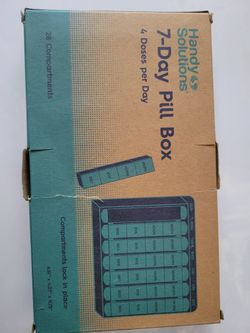 Handy
Solutions®
7-Day Pill Box
4 Doses per Day
28 Compartments
Compartments lock in place